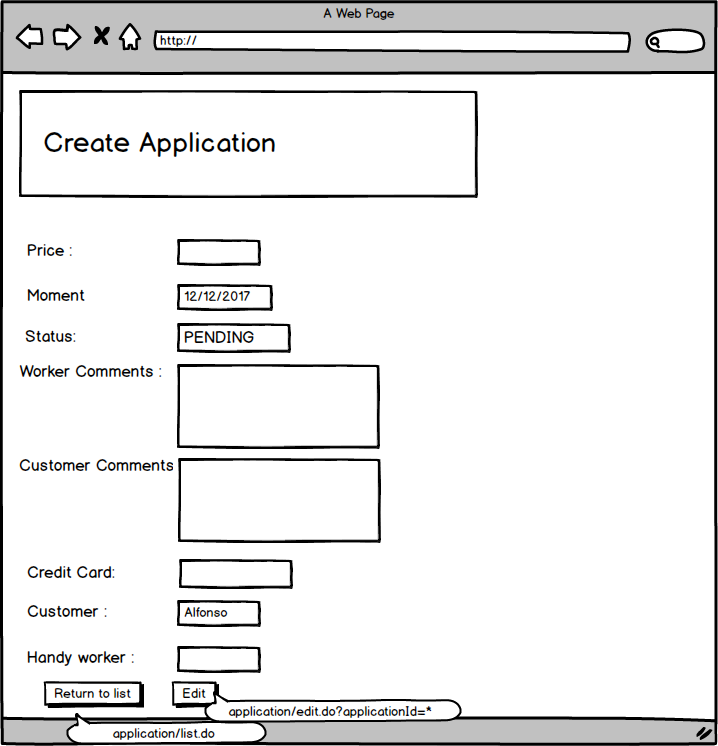 A Web Page
http://
Create Application
Price :
Moment 12/12/2017
Status: PENDING
Worker Comments :
Customer Comments
Credit Card:
Customer : Alfonso
Handy worker :
Return to list Edit
application/edit.do?applicationId=*
application/list.do